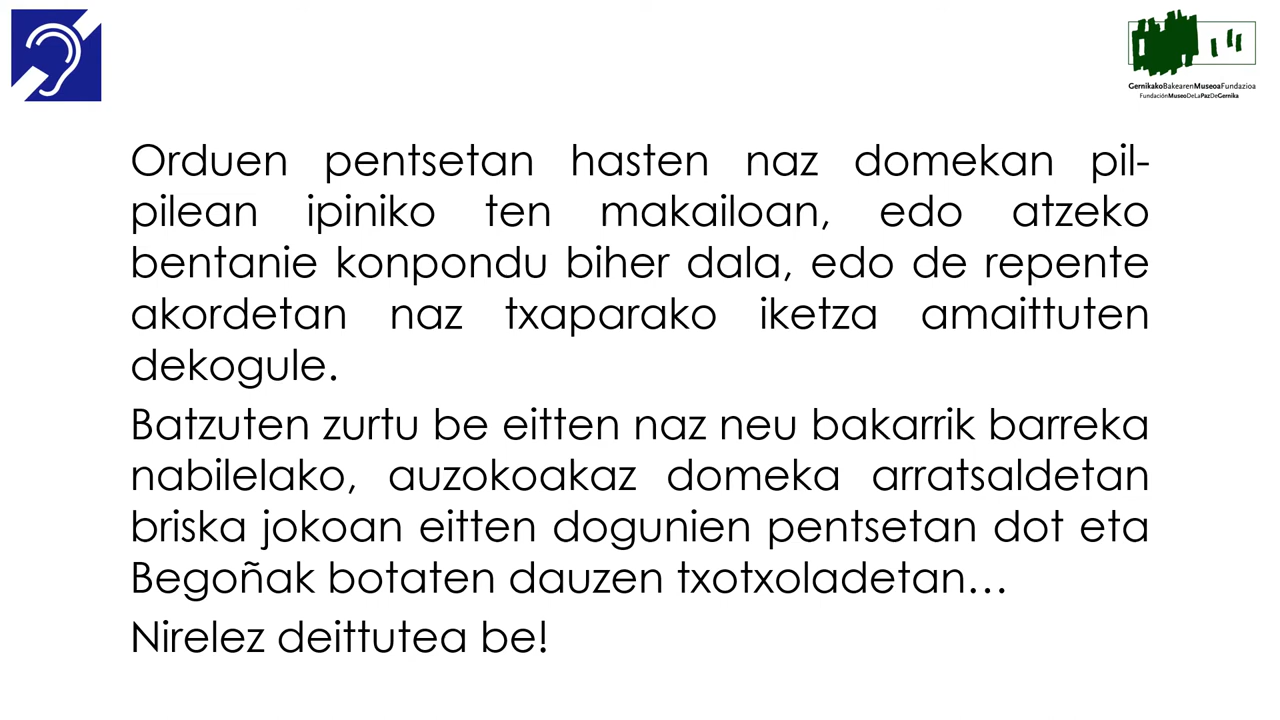 GernikakoBakearenMuseoaFundazioa
FundaciónMuseoDeLaPazDeGernika
Orduen pentsetan hasten naz domekan pil-
pilean ipiniko ten makailoan, edo atzeko
bentanie konpondu biher dala, edo de repente
akordetan naz txaparako iketza amaittuten
dekogule.
Batzuten zurtu be eitten naz neu bakarrik barreka
nabilelako, auzokoakaz domeka arratsaldetan
briska jokoan eitten dogunien pentsetan dot eta
Begoñak botaten dauzen txotxoladetan…
Nirelez deittutea be!